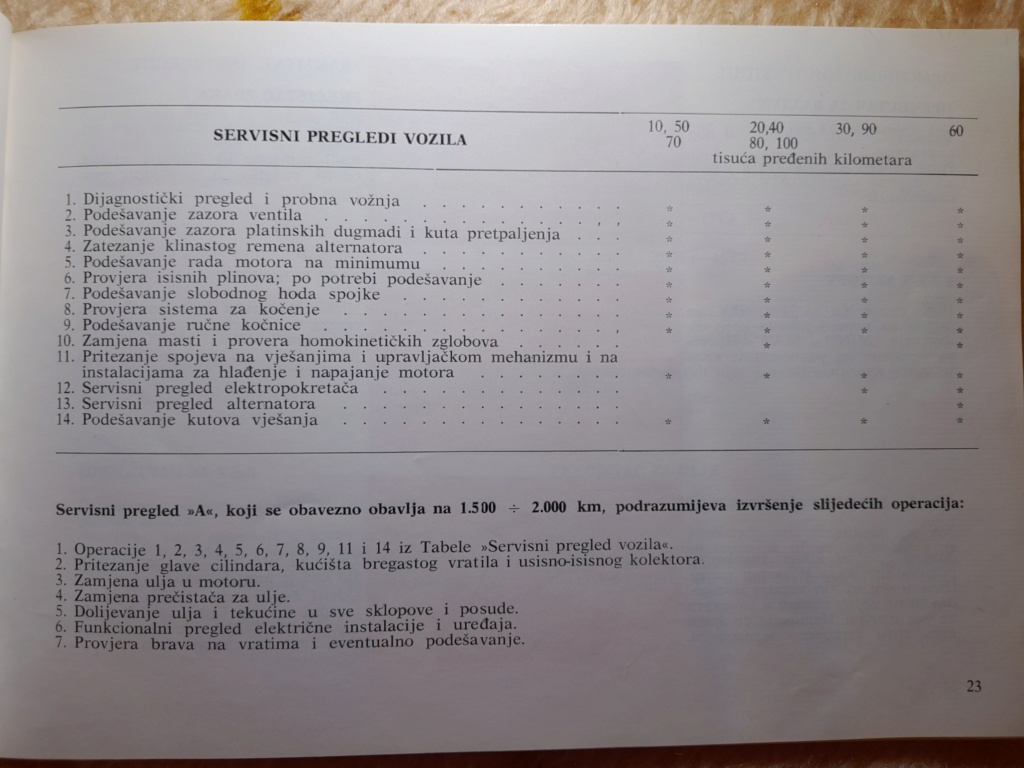 SERVISNI PREGLEDI VOZILA
10, 50 20,40 30, 90 60
70 80, 100
tisuća pređenih kilometara
1. Dijagnostički pregled i probna vožnja . . . . . . . . . . . . * * * *
2. Podešavanje zazora ventila . . . . . . . . . . . . . . . . * * * *
3. Podešavanje zazora platinskih dugmadi i kuta pretpaljenja . . . * * * *
4. Zatezanje klinastog remena alternatora . . . . . . . . . . . . * * * *
5. Podešavanje rada motora na minimumu . . . . . . . . . . . * * * *
6. Provjera isisnih plinova; po potrebi podešavanje . . . . . . . * * * *
7. Podešavanje slobodnog hoda spojke . . . . . . . . . . . . * * * *
8. Provjera sistema za kočenje . . . . . . . . . . . . . . . * * * *
9. Podešavanje ručne kočnice . . . . . . . . . . . . . . . . * * * *
10. Zamjena masti i provera homokinetičkih zglobova . . . . . . * *
11. Pritezanje spojeva na vješanjima i upravljačkom mehanizmu i na
instalacijama za hlađenje i napajanje motora . . . . . . . . * * * *
12. Servisni pregled elektropokretača . . . . . . . . . . . . . * *
13. Servisni pregled alternatora . . . . . . . . . . . . . . . *
14. Podešavanje kutova vješanja . . . . . . . . . . . . . . . * * * *
Servisni pregled »A«, koji se obavezno obavlja na 1.500 ÷ 2.000 km, podrazumijeva izvršenje slijedećih operacija:
1. Operacije 1, 2, 3, 4, 5, 6, 7, 8, 9, 11 i 14 iz Tabele »Servisni pregled vozila«.
2. Pritezanje glave cilindara, kućišta bregastog vratila i usisno-isisnog kolektora.
3. Zamjena ulja u motoru.
4. Zamjena prečistača za ulje.
5. Dolijevanje ulja i tekućine u sve sklopove i posude.
6. Funkcionalni pregled električne instalacije i uređaja.
7. Provjera brava na vratima i eventualno podešavanje.
23